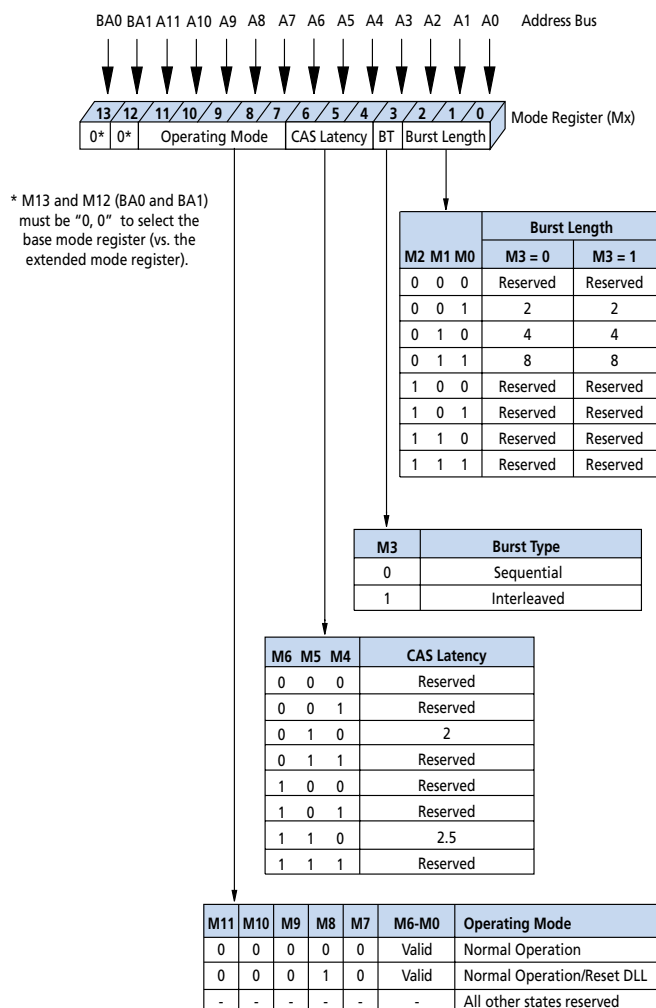 BA0 BA1 A11 A10 A9 A8 A7 A6 A5 A4 A3 A2 A1 A0 Address Bus
13 12 11 10 9 8 7 6 5 4 3 2 1 0 Mode Register (Mx)
0* 0* Operating Mode CAS Latency BT Burst Length
* M13 and M12 (BA0 and BA1)
must be "0, 0" to select the
base mode register (vs. the
extended mode register).
Burst Length
M2 M1 M0 M3 = 0 M3 = 1
0 0 0 Reserved Reserved
0 0 1 2 2
0 1 0 4 4
0 1 1 8 8
1 0 0 Reserved Reserved
1 0 1 Reserved Reserved
1 1 0 Reserved Reserved
1 1 1 Reserved Reserved
M3 Burst Type
0 Sequential
1 Interleaved
M6 M5 M4 CAS Latency
0 0 0 Reserved
0 0 1 Reserved
0 1 0 2
0 1 1 Reserved
1 0 0 Reserved
1 0 1 Reserved
1 1 0 2.5
1 1 1 Reserved
M11 M10 M9 M8 M7 M6-M0 Operating Mode
0 0 0 0 0 Valid Normal Operation
0 0 0 1 0 Valid Normal Operation/Reset DLL
- - - - - - All other states reserved